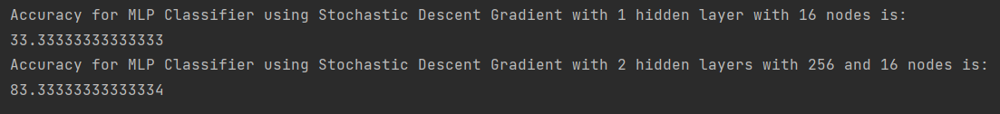 Accuracy for MLP Classifier using Stochastic Descent Gradient with 1 hidden layer with 16 nodes is:
33.33333333333333
Accuracy for MLP Classifier using Stochastic Descent Gradient with 2 hidden layers with 256 and 16 nodes is:
83.33333333333334